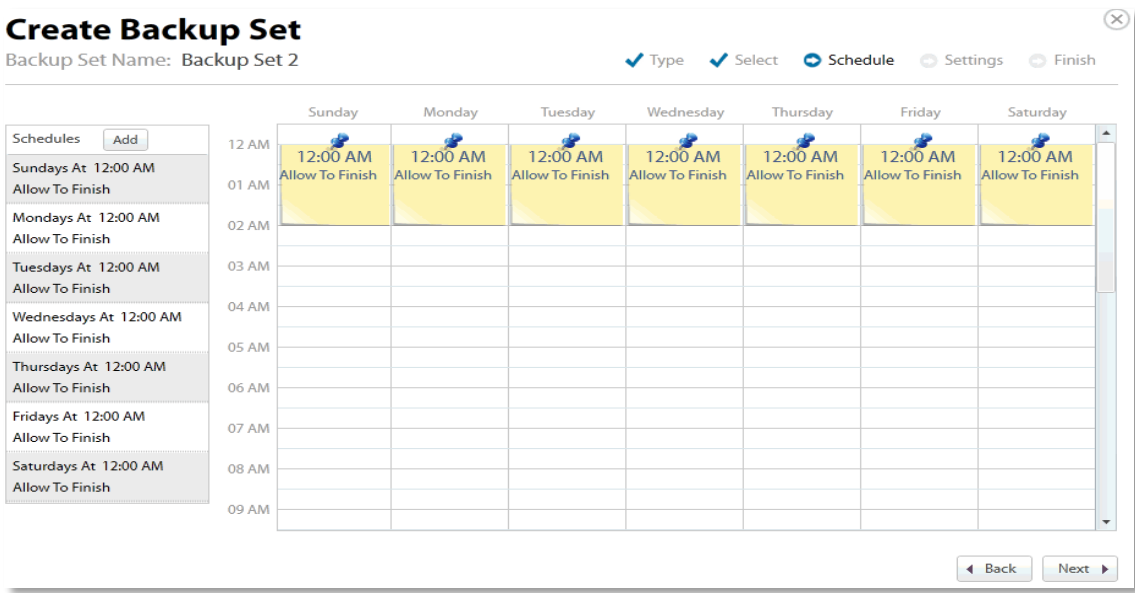 Create Backup Set
Backup Set Name: Backup Set 2
Type Select Schedule Settings Finish
Sunday Monday Tuesday Wednesday Thursday Friday Saturday
Schedules Add
Sundays At 12:00 AM
Allow To Finish
Mondays At 12:00 AM
Allow To Finish
Tuesdays At 12:00 AM
Allow To Finish
Wednesdays At 12:00 AM
Allow To Finish
Thursdays At 12:00 AM
Allow To Finish
Fridays At 12:00 AM
Allow To Finish
Saturdays At 12:00 AM
Allow To Finish
12 AM
12:00 AM 12:00 AM 12:00 AM 12:00 AM 12:00 AM 12:00 AM 12:00 AM
Allow To Finish Allow To Finish Allow To Finish Allow To Finish Allow To Finish Allow To Finish Allow To Finish
01 AM
02 AM
03 AM
04 AM
05 AM
06 AM
07 AM
08 AM
09 AM
Back Next